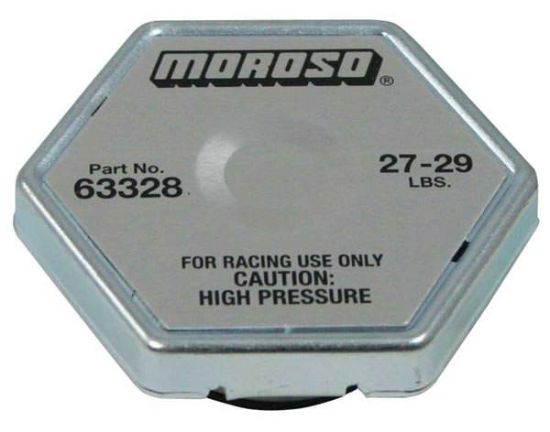 MOROSO®
Part No.
63328
27-29
LBS.
FOR RACING USE ONLY
CAUTION:
HIGH PRESSURE